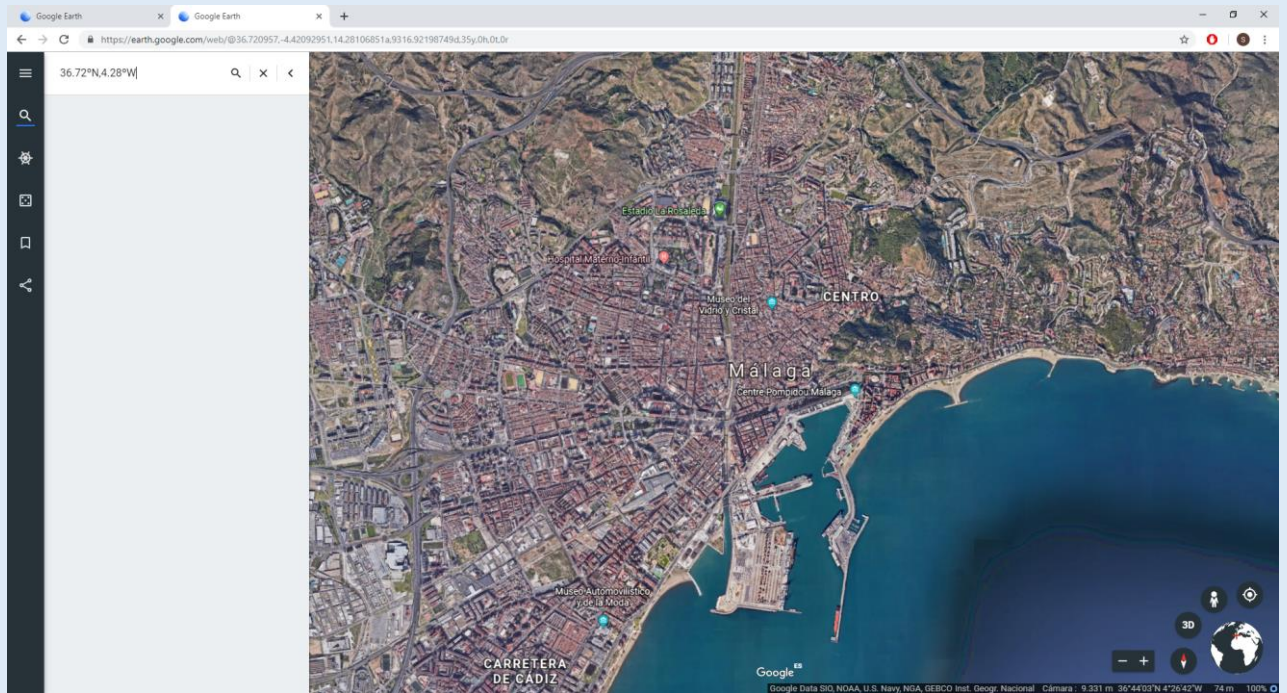 Google Earth
Google Earth
https://earth.google.com/web/@36.720957,-4.42092951,14.28106851a,9316.92198749d,35y,0h,0t,0r
S
36.72ºN,4.28ºW
Estadio La Rosaleda
Hospital Materno-Infantil
Museo del
Vidrio y Cristal
CENTRO
Málaga
Centre Pompidou Málaga
Museo Automovilístico
y de la Moda
CARRETERA
DE CÁDIZ
3D
Google ES
Google Data SIO, NOAA, U.S. Navy, NGA, GEBCO Inst. Geogr. Nacional Cámara: 9.331 m 36°44'03"N 4°26'42"W 74 m 100%